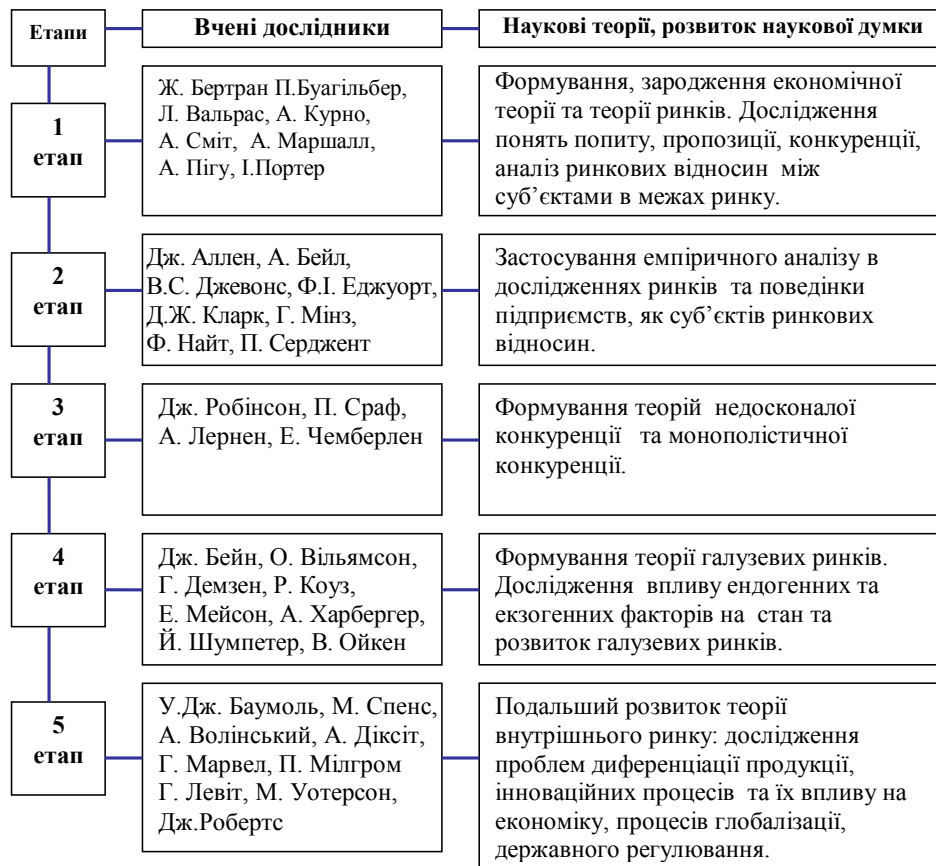 Етапи
Вчені дослідники
Наукові теорії, розвиток наукової думки
1
етап
Ж. Бертран П.Буагільбер,
Л. Вальрас, А. Курно,
А. Сміт, А. Маршалл,
А. Пігу, І.Портер
Формування, зародження економічної
теорії та теорії ринків. Дослідження
понять попиту, пропозиції, конкуренції,
аналіз ринкових відносин між
суб’єктами в межах ринку.
2
етап
Дж. Аллен, А. Бейл,
В.С. Джевонс, Ф.І. Еджуорт,
Д.Ж. Кларк, Г. Мінз,
Ф. Найт, П. Серджент
Застосування емпіричного аналізу в
дослідженнях ринків та поведінки
підприємств, як суб’єктів ринкових
відносин.
3
етап
Дж. Робінсон, П. Сраф,
А. Лернен, Е. Чемберлен
Формування теорій недосконалої
конкуренції та монополістичної
конкуренції.
4
етап
Дж. Бейн, О. Вільямсон,
Г. Демзен, Р. Коуз,
Е. Мейсон, А. Харбергер,
Й. Шумпетер, В. Ойкен
Формування теорії галузевих ринків.
Дослідження впливу ендогенних та
екзогенних факторів на стан та
розвиток галузевих ринків.
5
етап
У.Дж. Баумоль, М. Спенс,
А. Волінський, А. Діксіт,
Г. Марвел, П. Мілгром
Г. Левіт, М. Уотерсон,
Дж.Робертс
Подальший розвиток теорії
внутрішнього ринку: дослідження
проблем диференціації продукції,
інноваційних процесів та їх впливу на
економіку, процесів глобалізації,
державного регулювання.